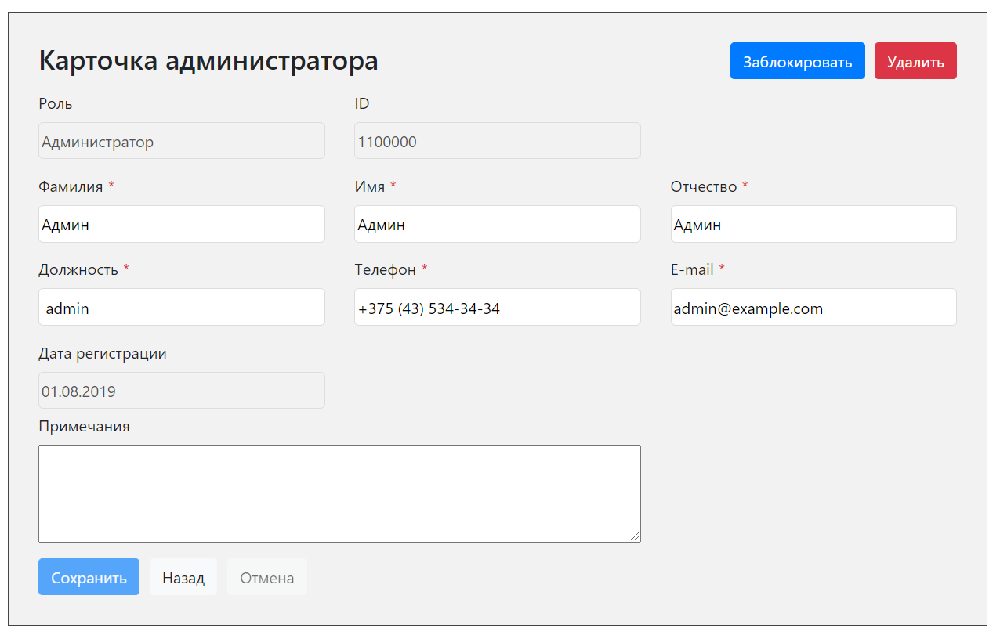 Карточка администратора Заблокировать Удалить
Роль ID
Администратор 1100000
Фамилия * Имя * Отчество *
Админ Админ Админ
Должность * Телефон * E-mail *
admin +375 (43) 534-34-34 admin@example.com
Дата регистрации
01.08.2019
Примечания
Сохранить Назад Отмена